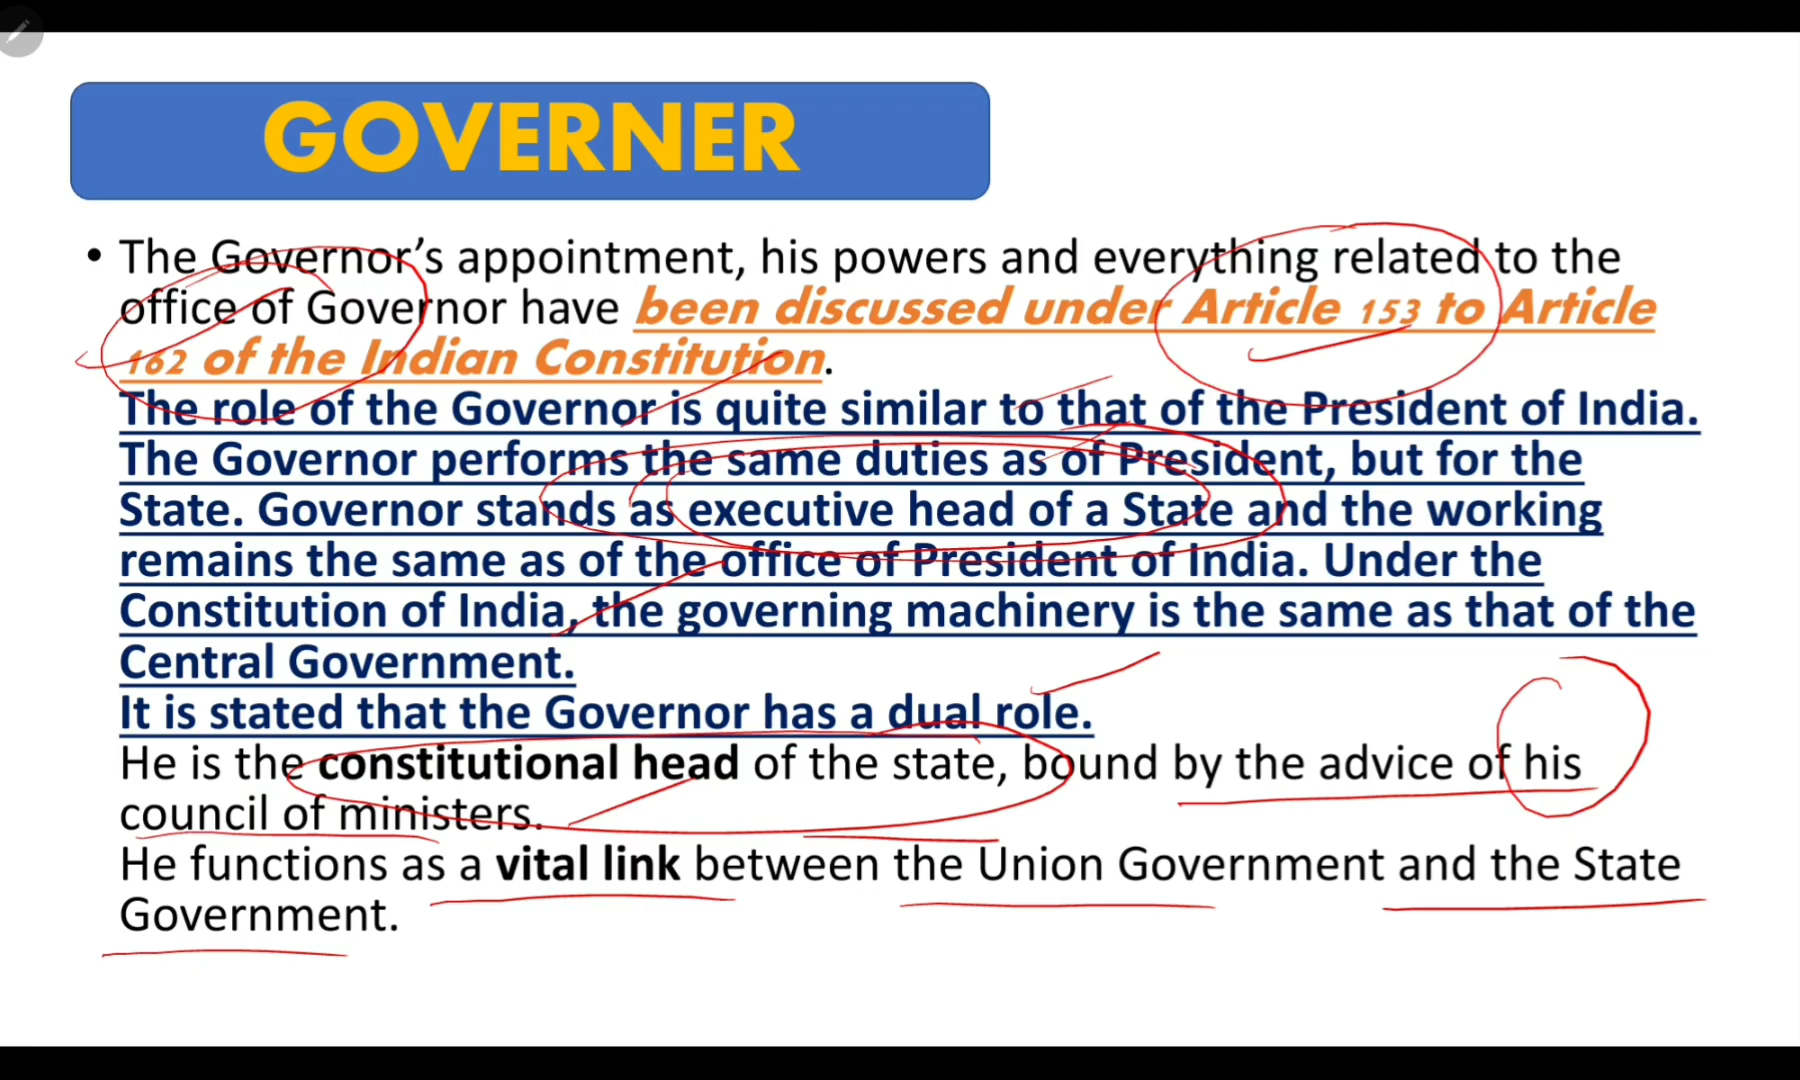 GOVERNER
• The Governor’s appointment, his powers and everything related to the
office of Governor have been discussed under Article 153 to Article
162 of the Indian Constitution.
The role of the Governor is quite similar to that of the President of India.
The Governor performs the same duties as of President, but for the
State. Governor stands as executive head of a State and the working
remains the same as of the office of President of India. Under the
Constitution of India, the governing machinery is the same as that of the
Central Government.
It is stated that the Governor has a dual role.
He is the constitutional head of the state, bound by the advice of his
council of ministers.
He functions as a vital link between the Union Government and the State
Government.